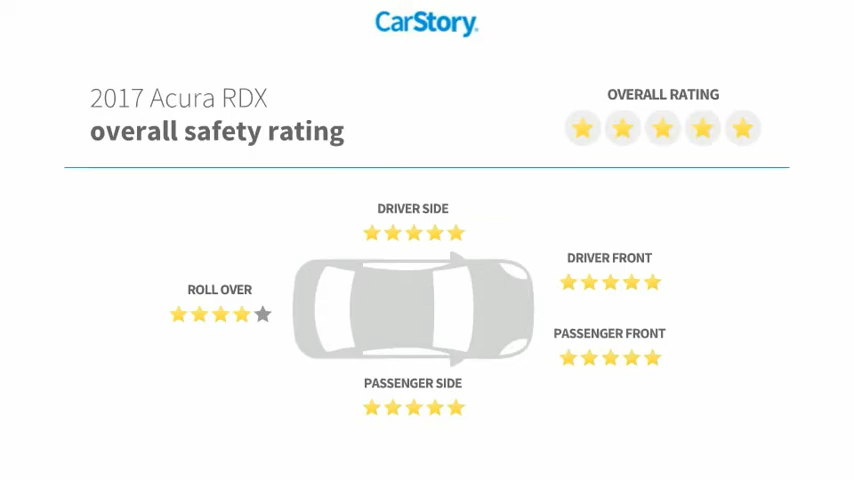 CarStory
2017 Acura RDX
overall safety rating
OVERALL RATING
DRIVER SIDE
DRIVER FRONT
ROLL OVER
PASSENGER FRONT
PASSENGER SIDE